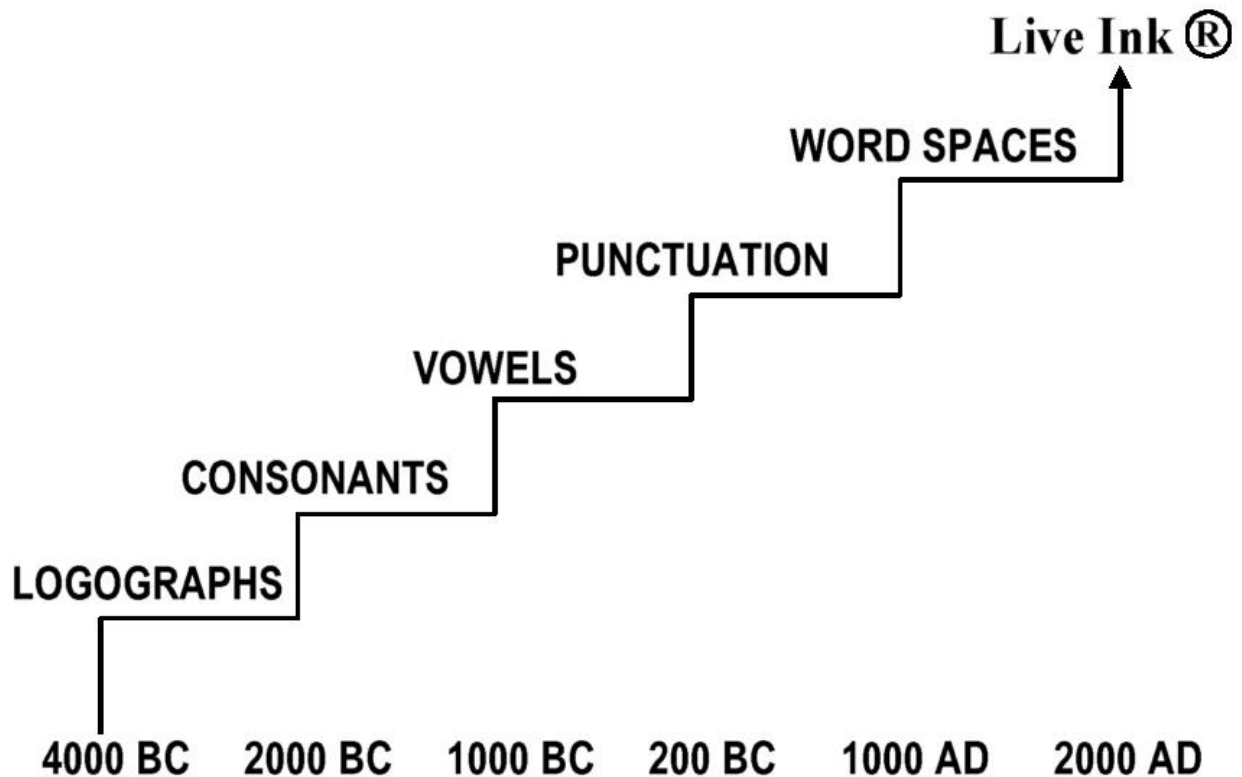 Live Ink ®
WORD SPACES
PUNCTUATION
VOWELS
CONSONANTS
LOGOGRAPHS
4000 BC 2000 BC 1000 BC 200 BC 1000 AD 2000 AD